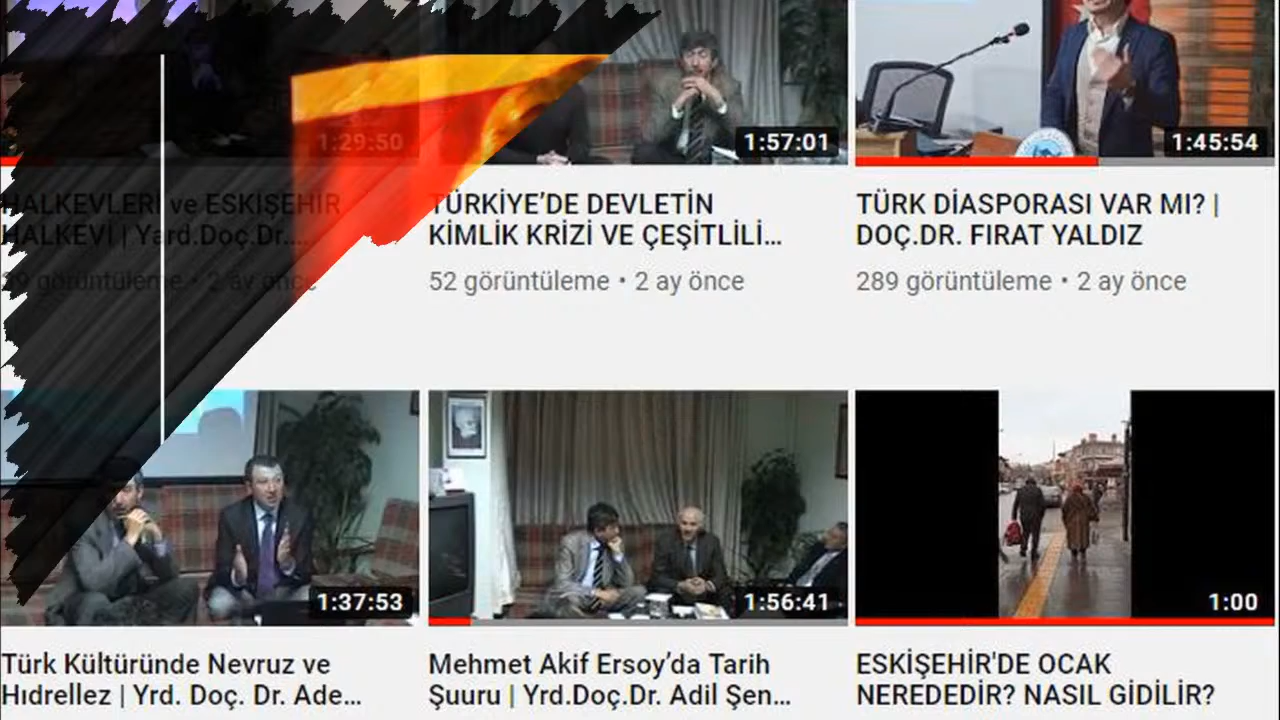 1:29:50
1:57:01
1:45:54
HALKEVLERİ ve ESKİŞEHİR
HALKEVİ | Yard.Doç.Dr....
görüntüleme • 2 ay önce
TÜRKİYE’DE DEVLETİN
KİMLİK KRİZİ VE ÇEŞİTLİLİ...
52 görüntüleme • 2 ay önce
TÜRK DİASPORASI VAR MI? |
DOÇ.DR. FIRAT YALDIZ
289 görüntüleme • 2 ay önce
1:37:53
1:56:41
1:00
Türk Kültüründe Nevruz ve
Hıdrellez | Yrd. Doç. Dr. Ade...
Mehmet Akif Ersoy’da Tarih
Şuuru | Yrd.Doç.Dr. Adil Şen...
ESKİŞEHİR'DE OCAK
NEREDEDİR? NASIL GİDİLİR?